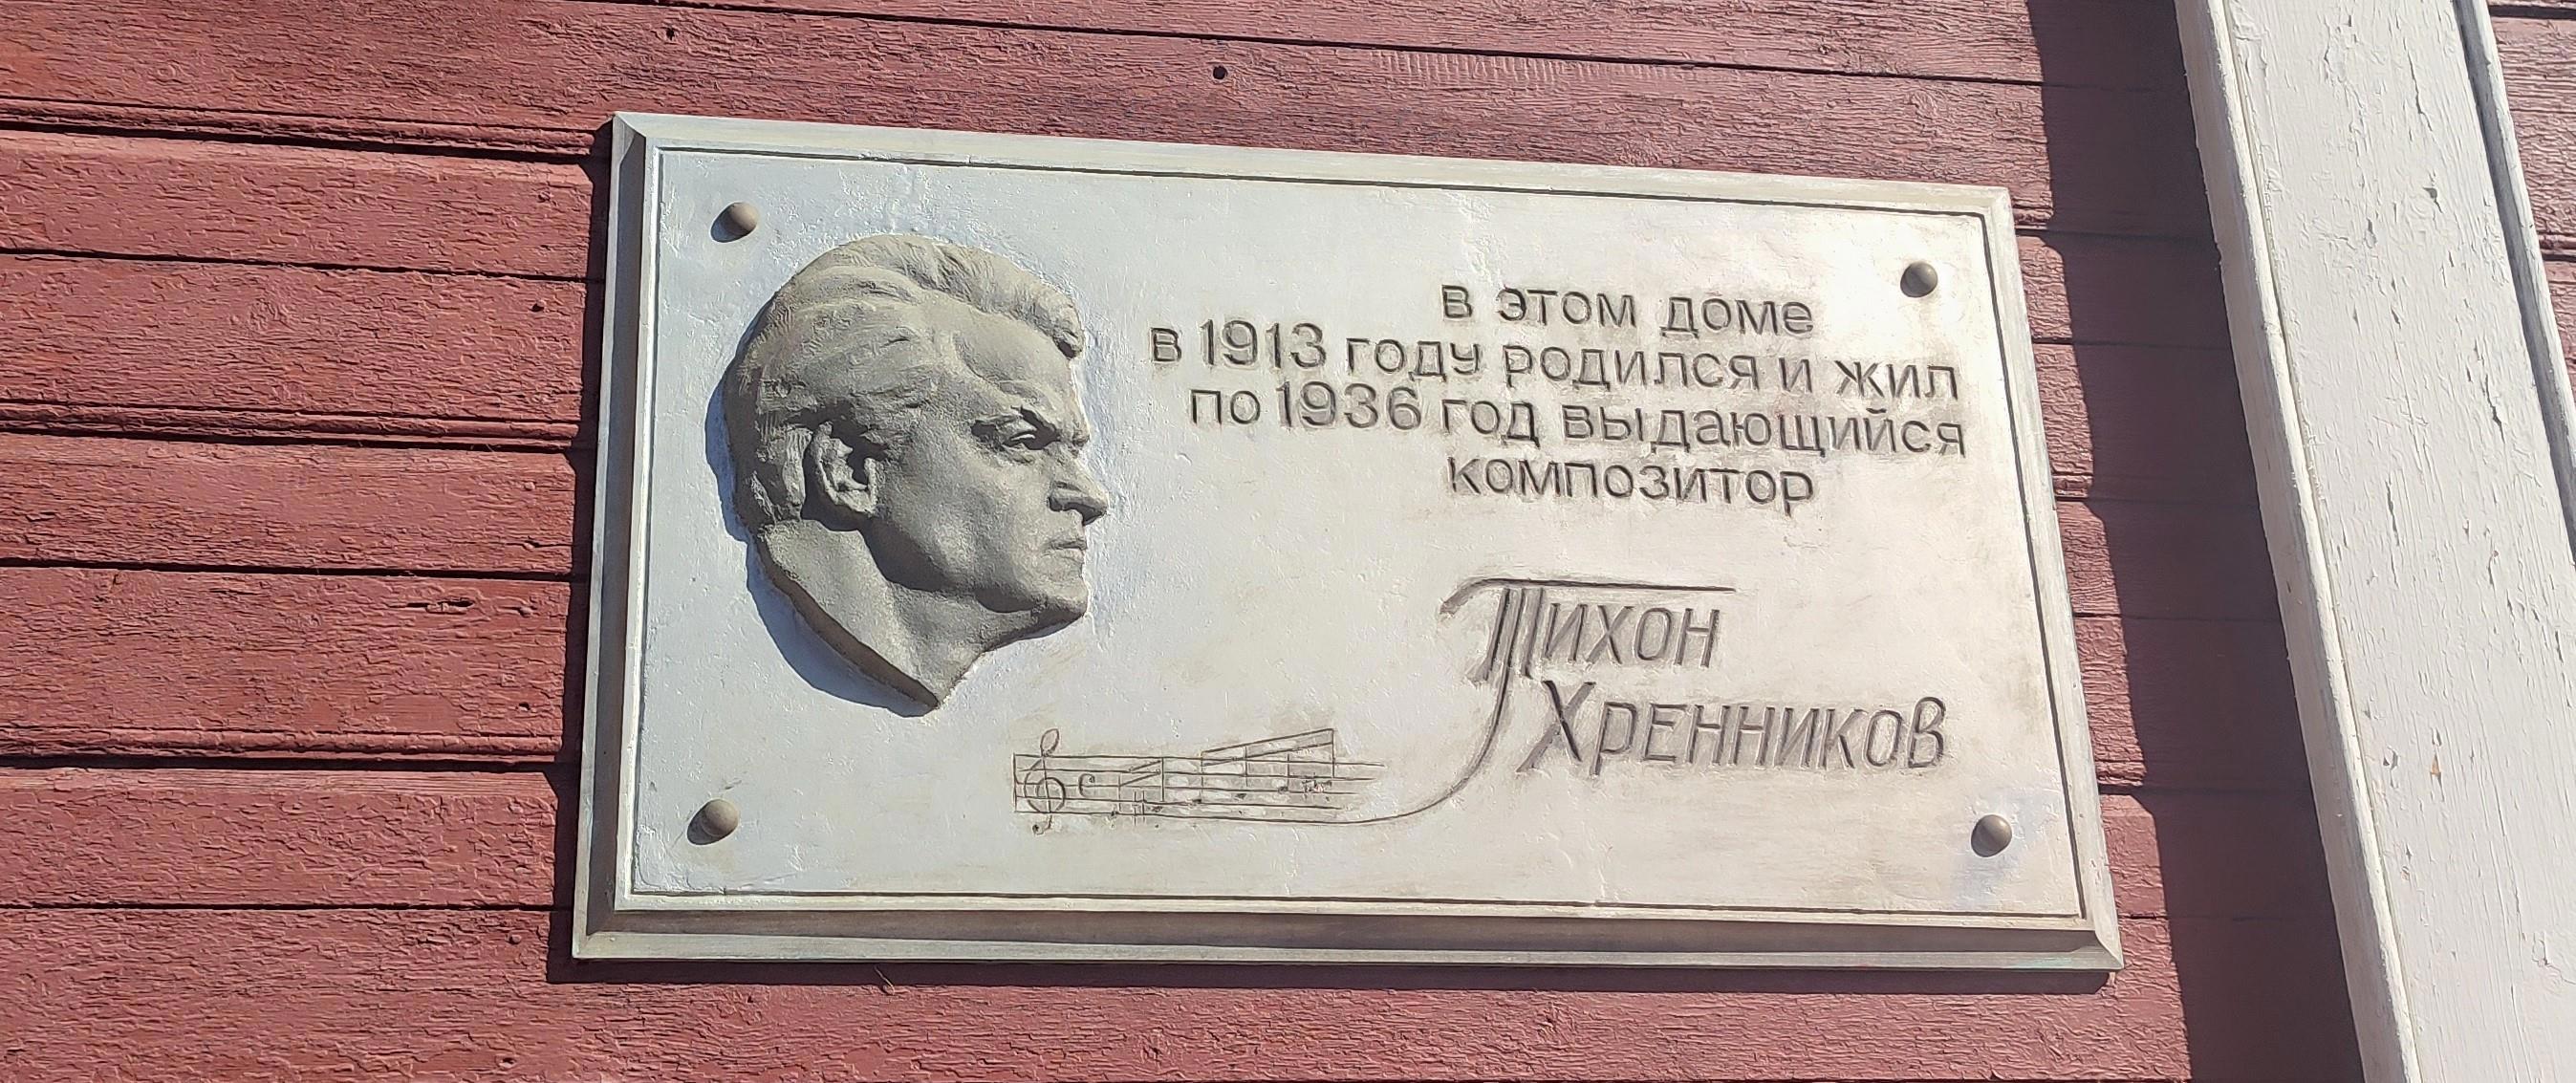 в этом доме
в 1913 году родился и жил
по 1936 год выдающийся
композитор
Тихон
Хренников